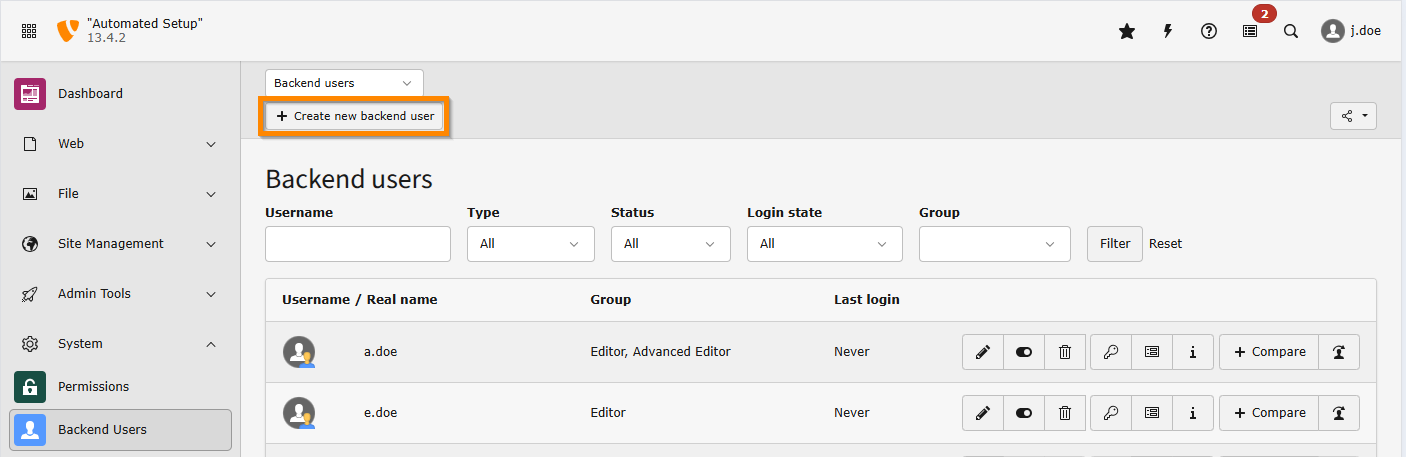 "Automated Setup"
13.4.2
2
j.doe
Dashboard
Web
File
Site Management
Admin Tools
System
Permissions
Backend Users
Backend users
+ Create new backend user
Backend users
Username Type Status Login state Group
All All All Filter Reset
Username / Real name Group Last login
a.doe Editor, Advanced Editor Never + Compare
e.doe Editor Never + Compare